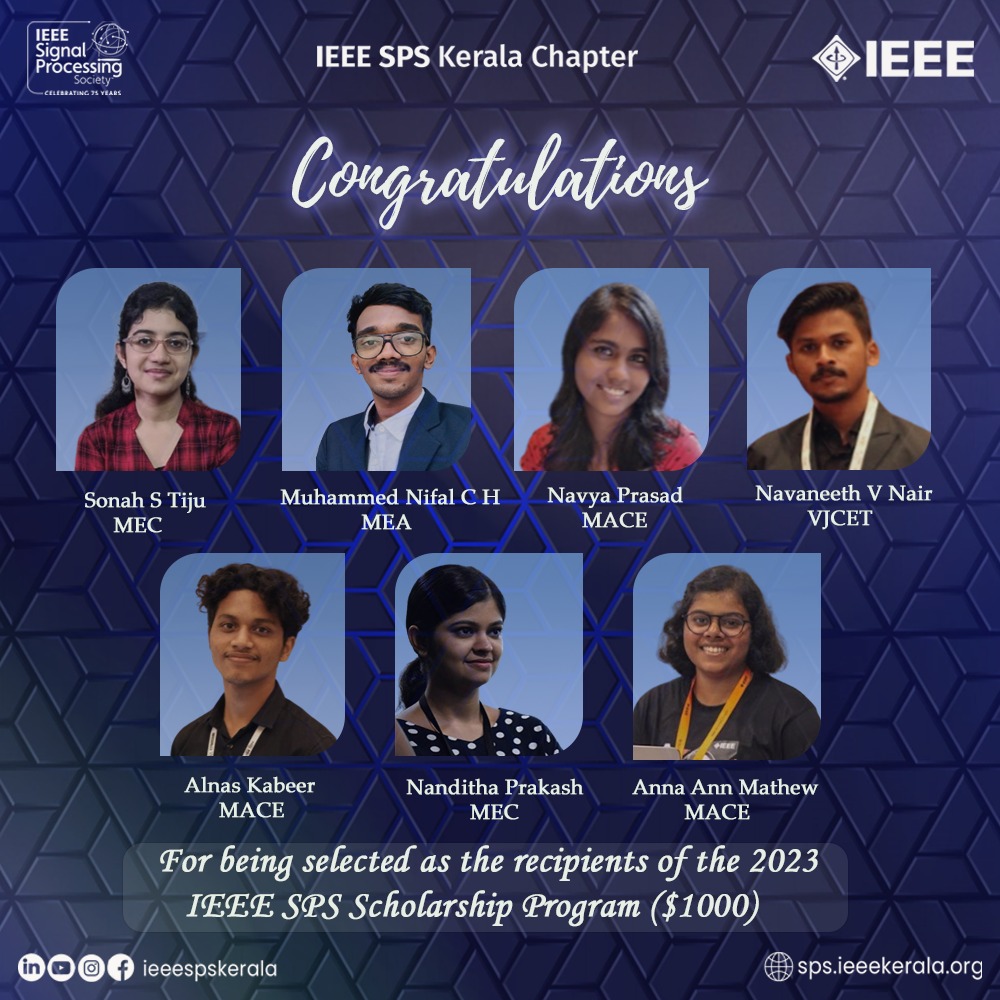 IEEE
Signal
Processing
Society
CELEBRATING 75 YEARS
IEEE SPS Kerala Chapter
IEEE
Congratulations
Sonah S Tiju
MEC
Muhammed Nifal C H
MEA
Navya Prasad
MACE
Navaneeth V Nair
VJCET
Alnas Kabeer
MACE
Nanditha Prakash
MEC
IEEE
Anna Ann Mathew
MACE
For being selected as the recipients of the 2023
IEEE SPS Scholarship Program ($1000)
in
ieeespskerala
sps.ieeekerala.org